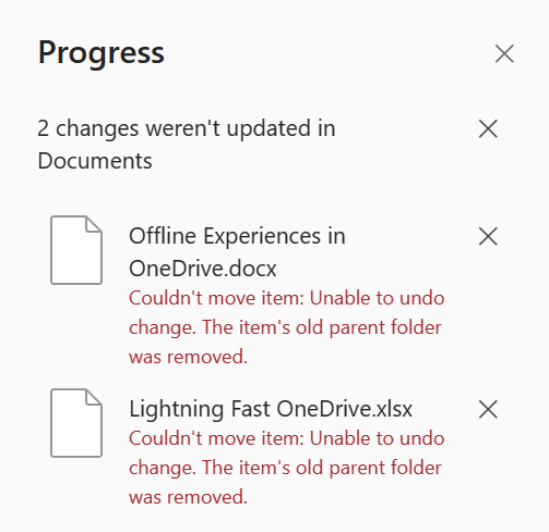 Progress
2 changes weren't updated in
Documents
Offline Experiences in
OneDrive.docx
Couldn't move item: Unable to undo
change. The item's old parent folder
was removed.
Lightning Fast OneDrive.xlsx
Couldn't move item: Unable to undo
change. The item's old parent folder
was removed.